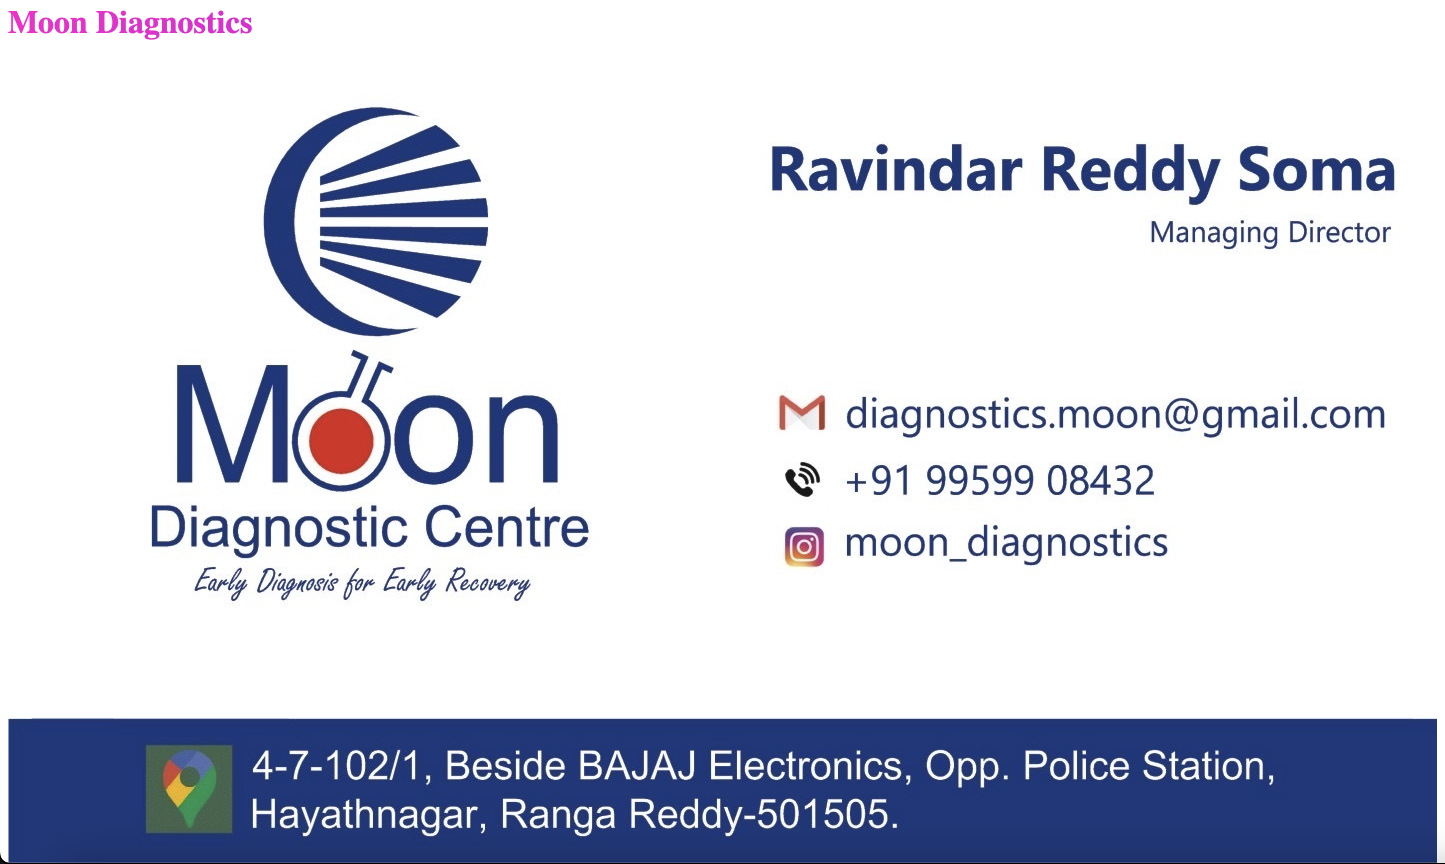 Moon Diagnostics
Moon
Diagnostic Centre
Early Diagnosis for Early Recovery
Ravindar Reddy Soma
Managing Director
diagnostics.moon@gmail.com
+91 99599 08432
moon_diagnostics
4-7-102/1, Beside BAJAJ Electronics, Opp. Police Station,
Hayathnagar, Ranga Reddy-501505.